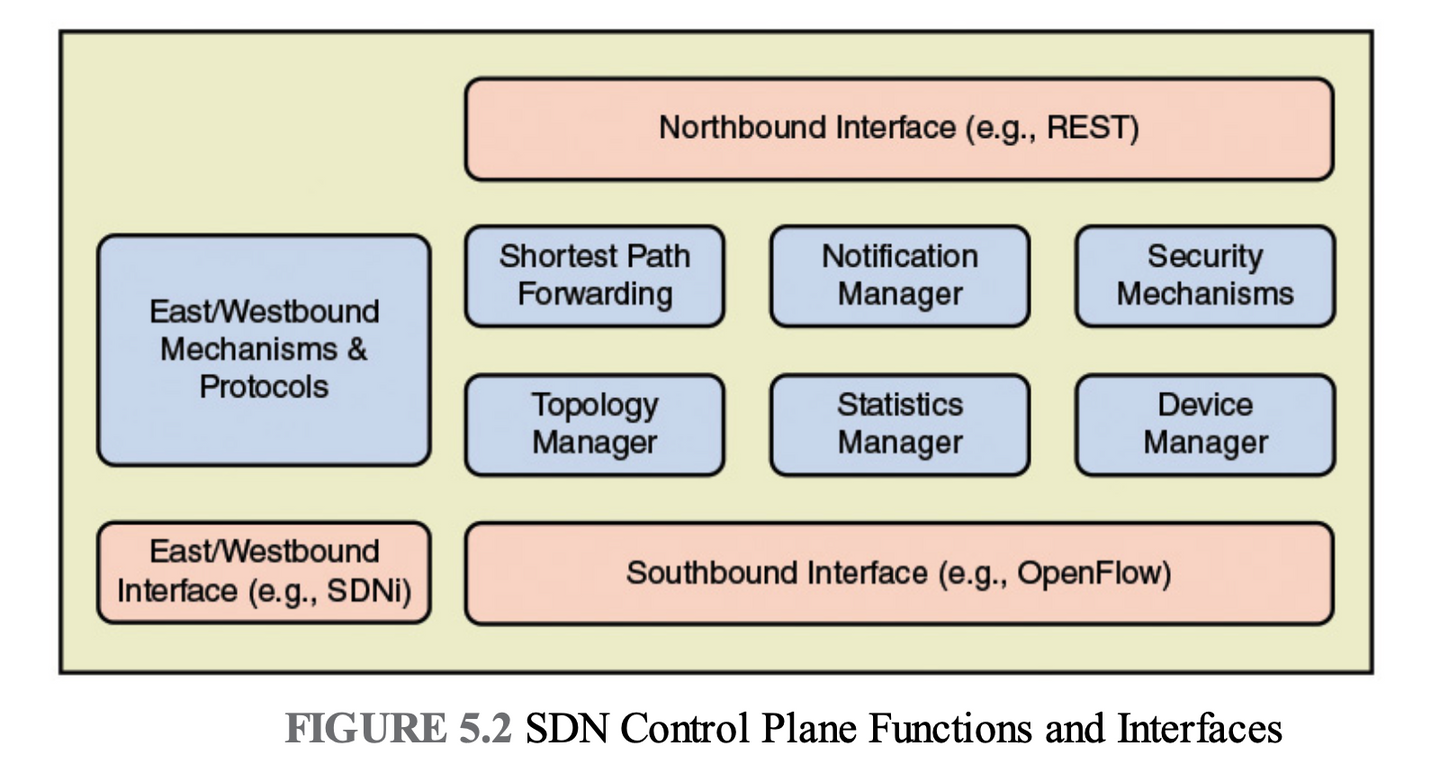 Northbound Interface (e.g., REST)
East/Westbound
Mechanisms &
Protocols
Shortest Path
Forwarding
Notification
Manager
Security
Mechanisms
Topology
Manager
Statistics
Manager
Device
Manager
East/Westbound
Interface (e.g., SDNi)
Southbound Interface (e.g., OpenFlow)
FIGURE 5.2 SDN Control Plane Functions and Interfaces